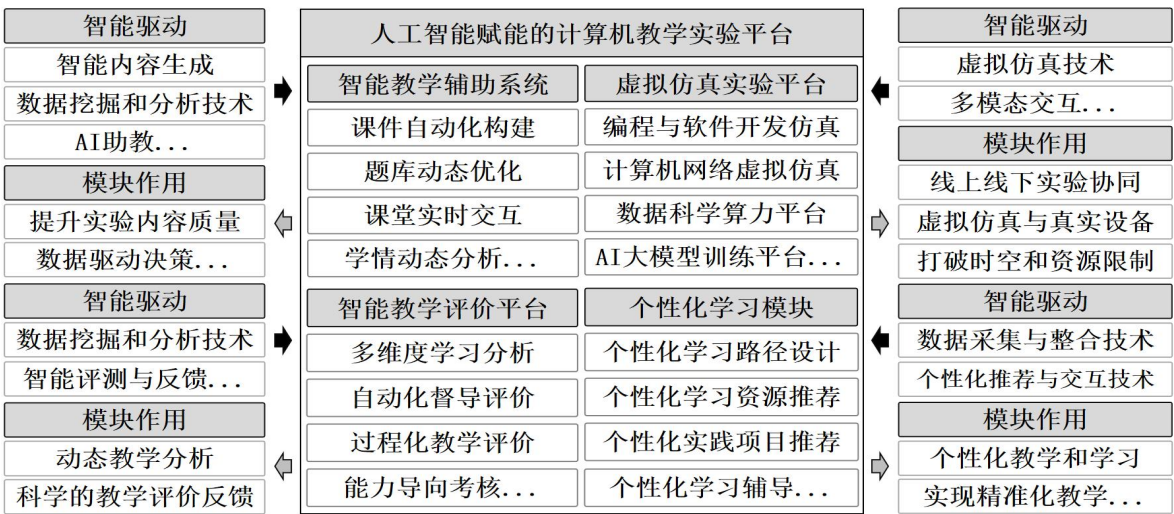 智能驱动
智能内容生成
数据挖掘和分析技术
AI助教...
模块作用
提升实验内容质量
数据驱动决策...
智能驱动
数据挖掘和分析技术
智能评测与反馈...
模块作用
动态教学分析
科学的教学评价反馈
人工智能赋能的计算机教学实验平台
智能教学辅助系统
课件自动化构建
题库动态优化
课堂实时交互
学情动态分析...
虚拟仿真实验平台
编程与软件开发仿真
计算机网络虚拟仿真
数据科学算力平台
AI大模型训练平台...
智能教学评价平台
多维度学习分析
自动化督导评价
过程化教学评价
能力导向考核...
个性化学习模块
个性化学习路径设计
个性化学习资源推荐
个性化实践项目推荐
个性化学习辅导...
智能驱动
虚拟仿真技术
多模态交互...
模块作用
线上线下实验协同
虚拟仿真与真实设备
打破时空和资源限制
智能驱动
数据采集与整合技术
个性化推荐与交互技术
模块作用
个性化教学和学习
实现精准化教学...